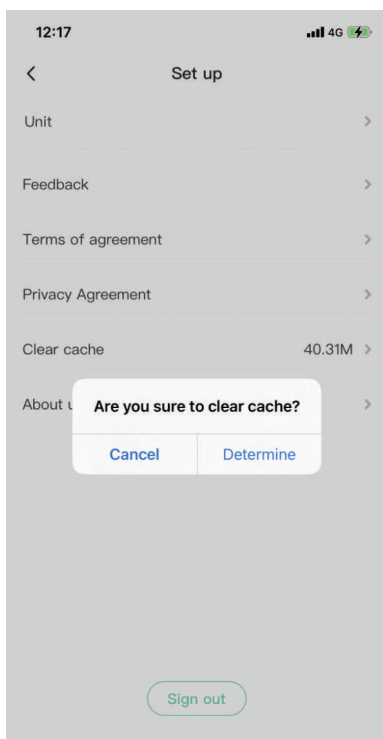 12:17
4G
Set up
Unit
Feedback
Terms of agreement
Privacy Agreement
Clear cache 40.31M
About u
Are you sure to clear cache?
Cancel Determine
Sign out